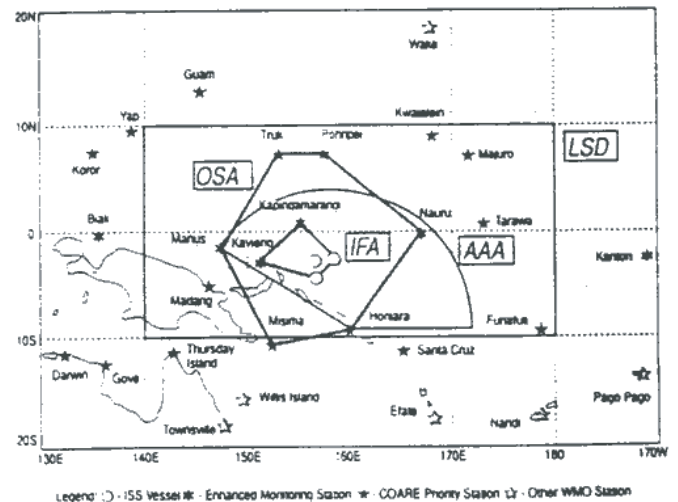 20N
Wake
Guam
Yap
Kwajalein
10N
Truk
Pohnpei
Majuro
LSD
Koror
OSA
Kapingamarangi
Nauru
Biak
Tarawa
0
Manus
Kavieng
IFA
AAA
Kanton
Madang
Misima
Honiara
Funafuti
10S
Thursday Island
Santa Cruz
Darwin
Gove
Willis Island
Pago Pago
Efate
Nandi
Townsville
20S
130E 140E 150E 160E 170E 180 170W
Legend: - ISS Vessel - Enhanced Monitoring Station - COARE Priority Station - Other WMO Station